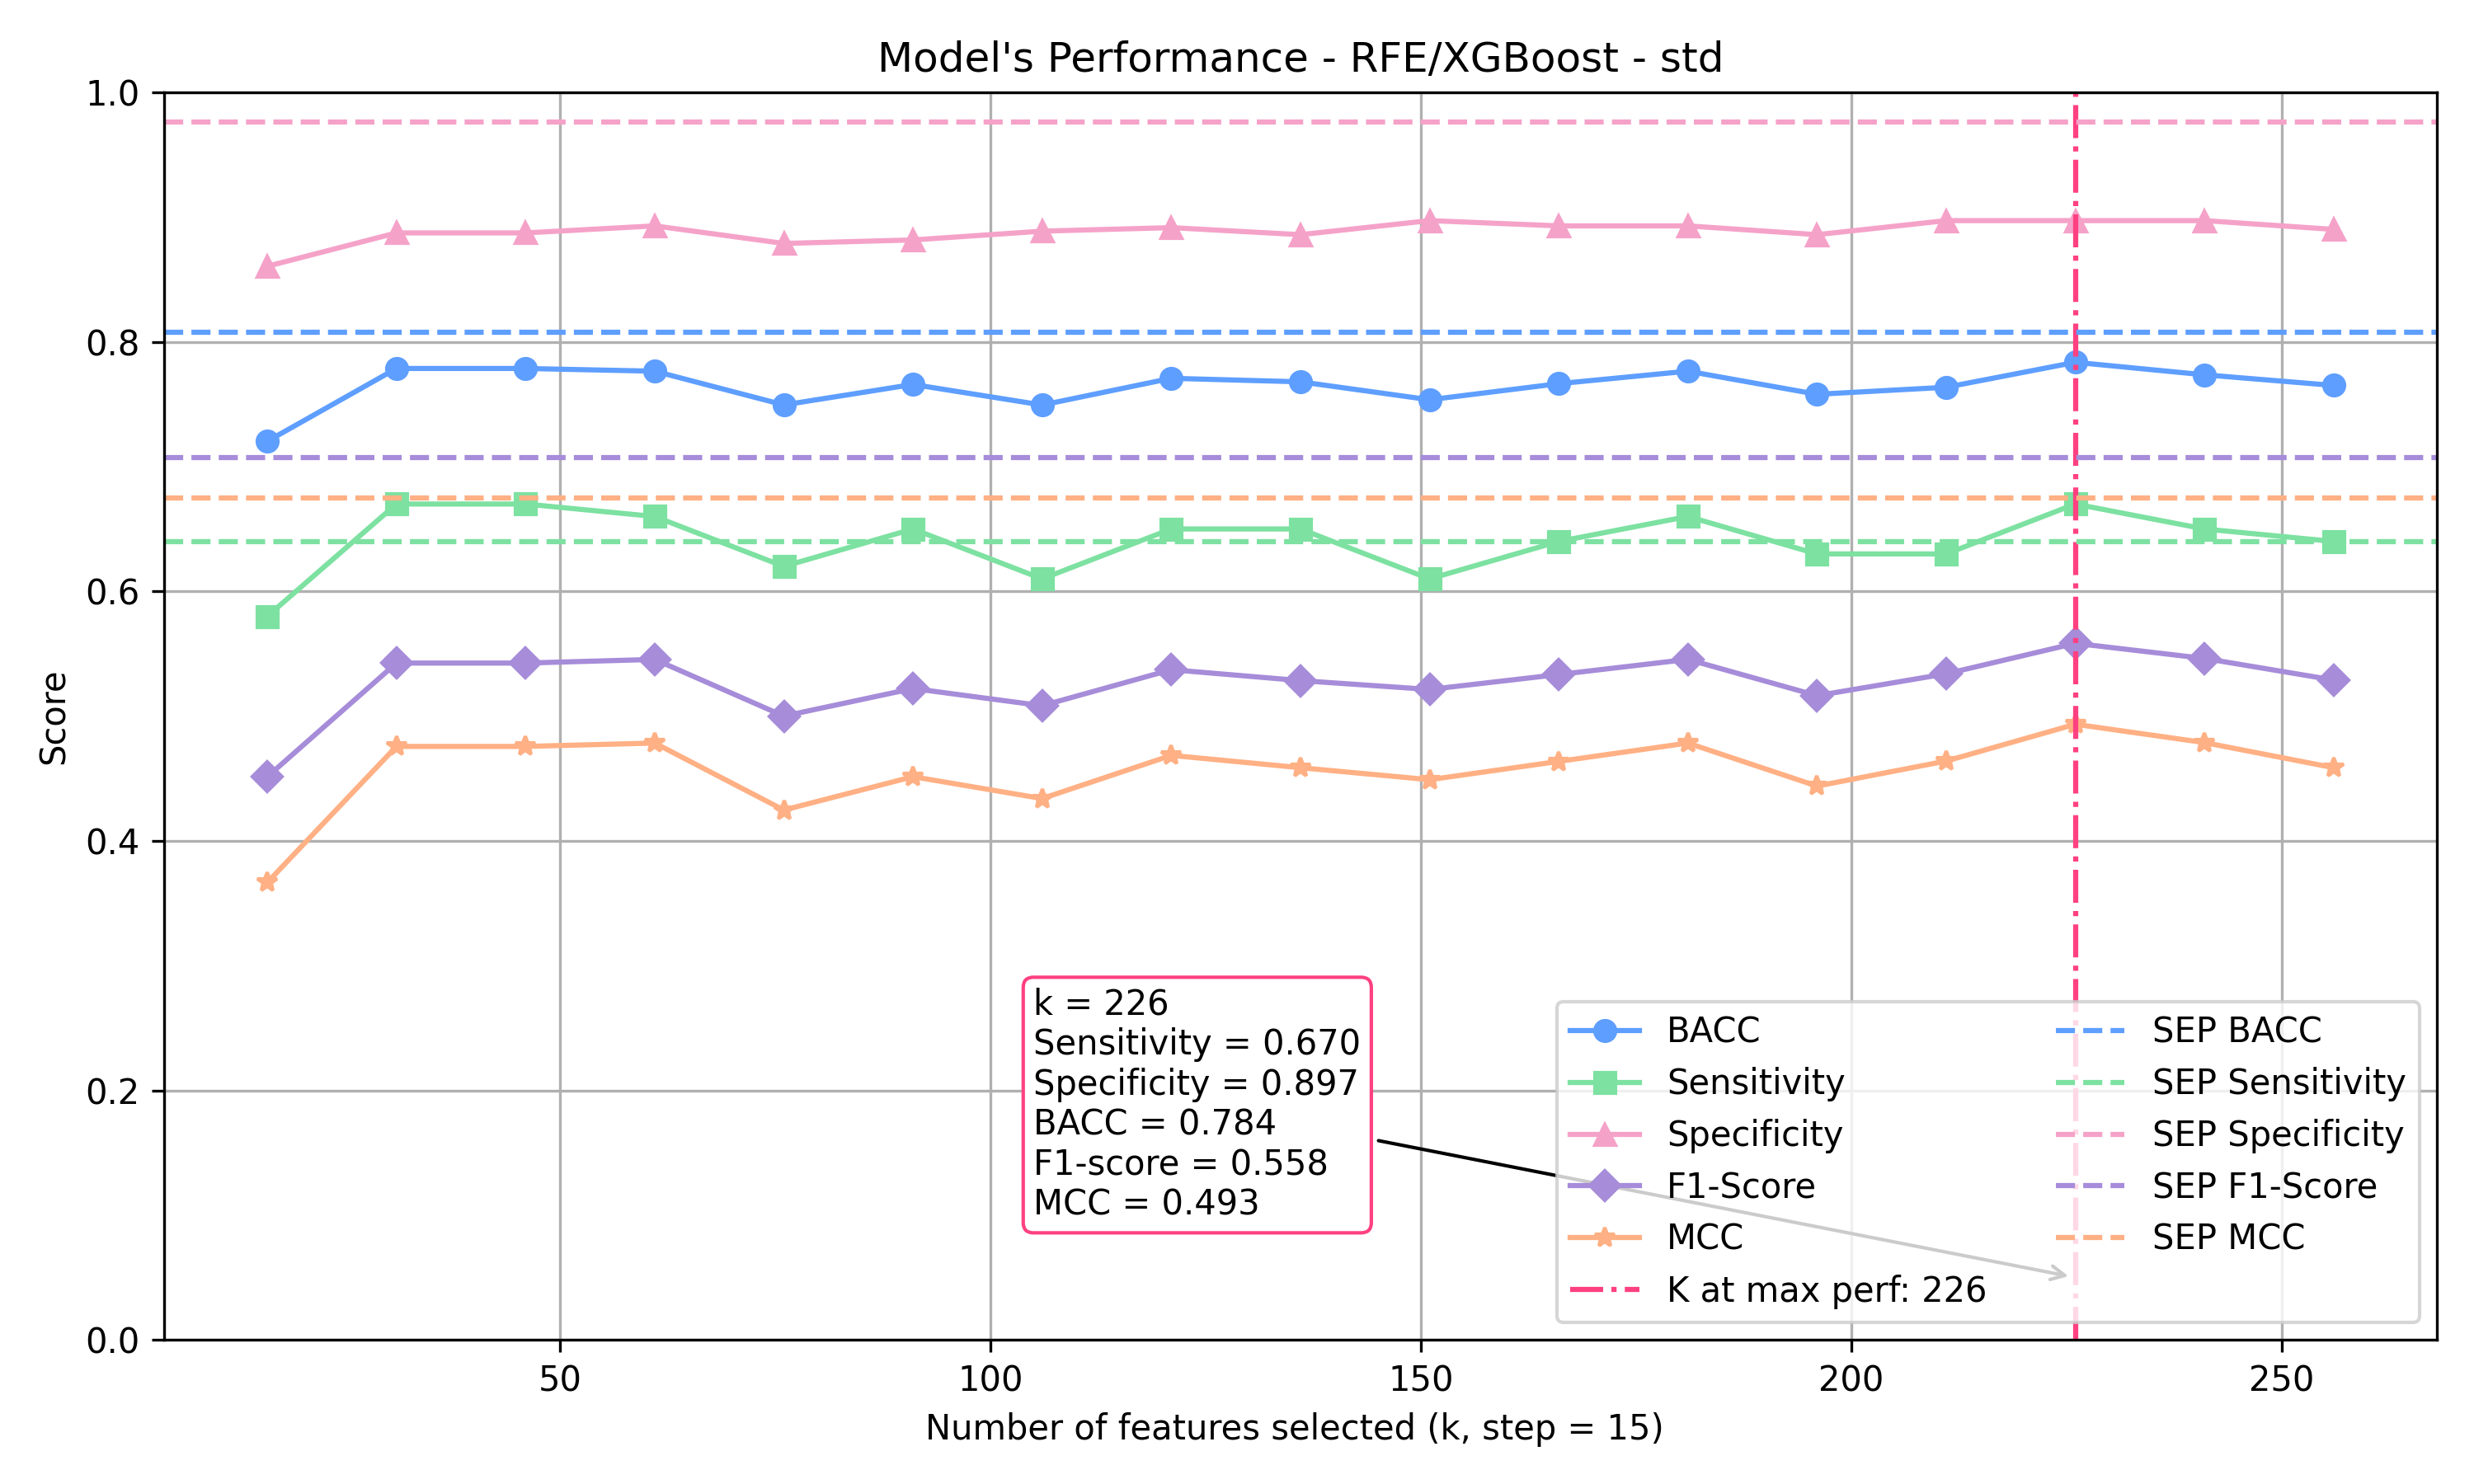 Model's Performance - RFE/XGBoost - std
1.0
0.8
0.6
0.4
0.2
0.0
Score
50
100
150
200
250
Number of features selected (k, step = 15)
k = 226
Sensitivity = 0.670
Specificity = 0.897
BACC = 0.784
F1-score = 0.558
MCC = 0.493
BACC
Sensitivity
Specificity
F1-Score
MCC
K at max perf: 226
SEP BACC
SEP Sensitivity
SEP Specificity
SEP F1-Score
SEP MCC